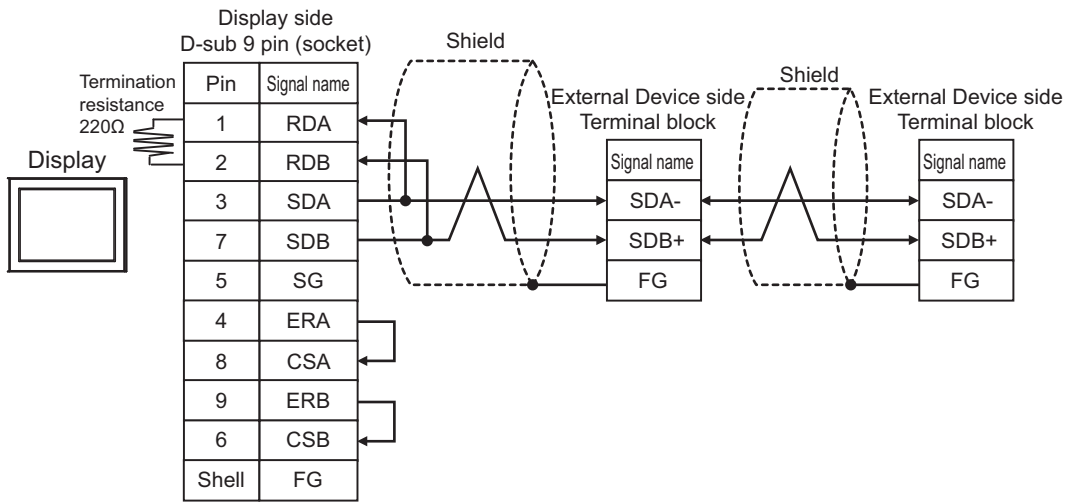 Display side
D-sub 9 pin (socket)
Shield
Termination
resistance
220Ω
Display
Pin Signal name
1 RDA
2 RDB
3 SDA
7 SDB
5 SG
4 ERA
8 CSA
9 ERB
6 CSB
Shell FG
External Device side
Terminal block
Signal name
SDA-
SDB+
FG
Shield
External Device side
Terminal block
Signal name
SDA-
SDB+
FG